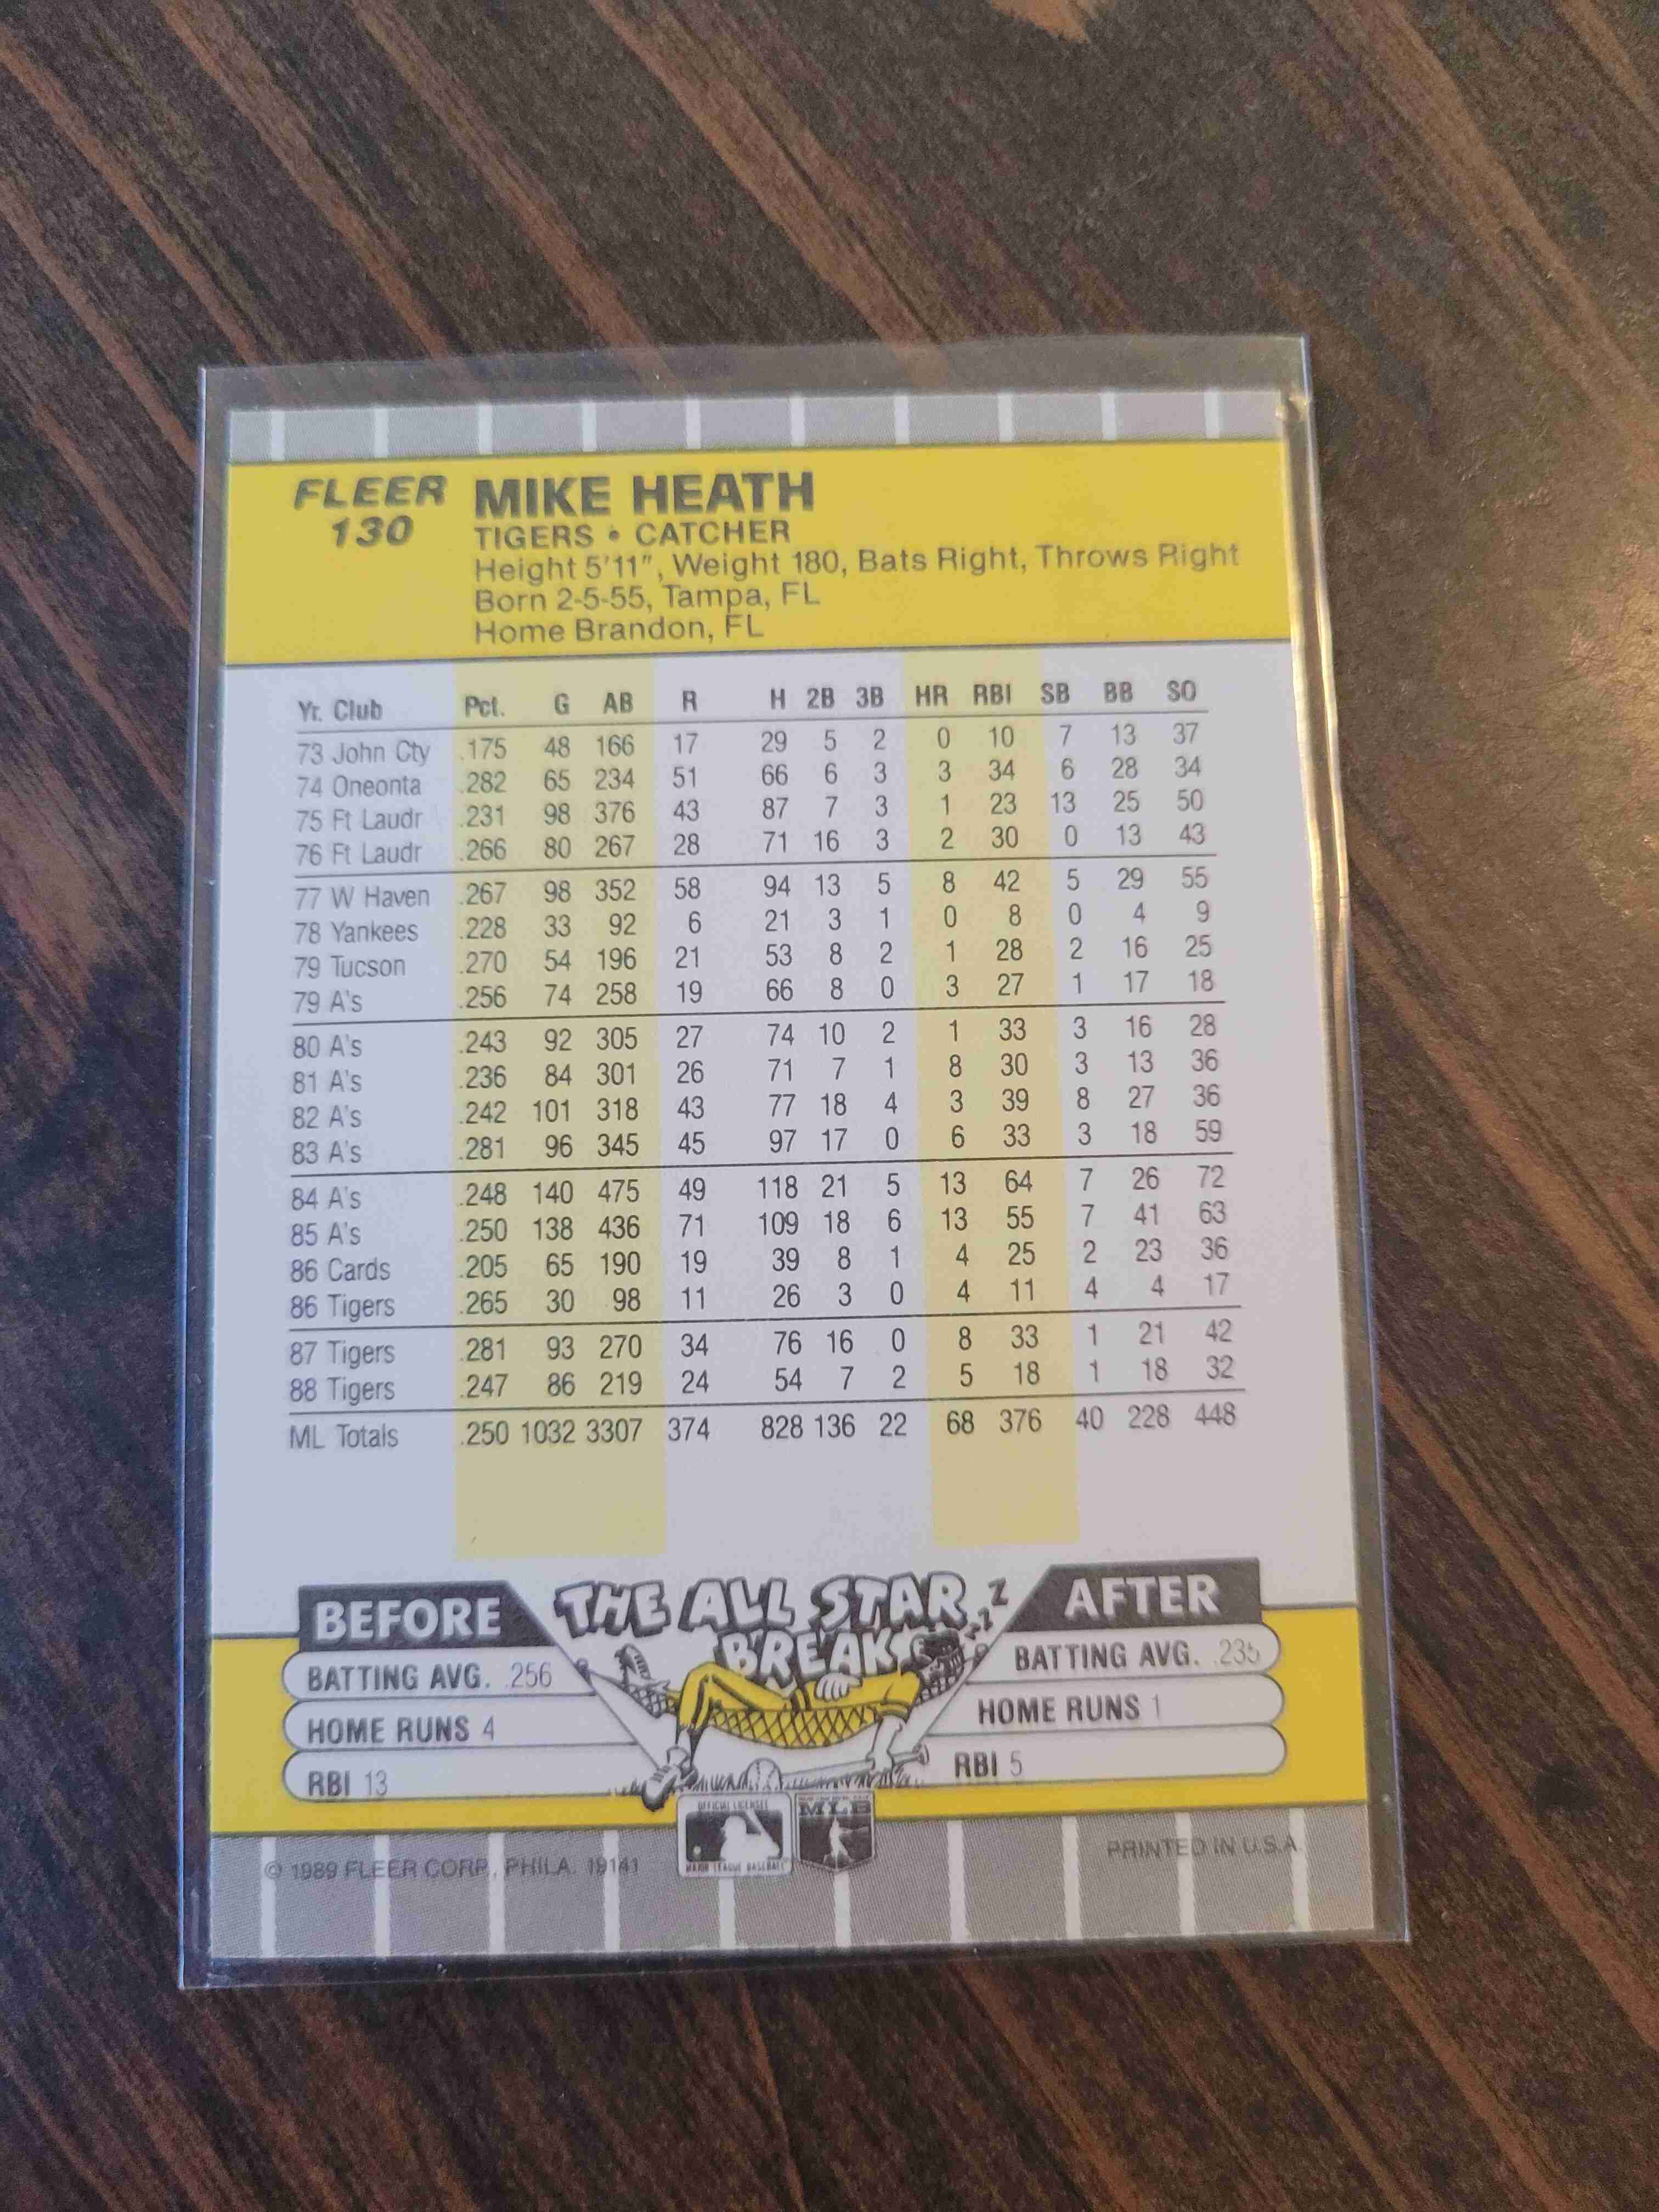 FLEER MIKE HEATH
130 TIGERS • CATCHER
Height 5'11", Weight 180, Bats Right, Throws Right
Born 2-5-55, Tampa, FL
Home Brandon, FL
Yr. Club Pct. G AB R H 2B 3B HR RBI SB BB SO
73 John Cty .175 48 166 17 29 5 2 0 10 7 13 37
74 Oneonta .282 65 234 51 66 6 3 3 34 6 28 34
75 Ft Laudr .231 98 376 43 87 7 3 1 23 13 25 50
76 Ft Laudr .266 80 267 28 71 16 3 2 30 0 13 43
77 W Haven .267 98 352 58 94 13 5 8 42 5 29 55
78 Yankees .228 33 92 6 21 3 1 0 8 0 4 9
79 Tucson .270 54 196 21 53 8 2 1 28 2 16 25
79 A's .256 74 258 19 66 8 0 3 27 1 17 18
80 A's .243 92 305 27 74 10 2 1 33 3 16 28
81 A's .236 84 301 26 71 7 1 8 30 3 13 36
82 A's .242 101 318 43 77 18 4 3 39 8 27 36
83 A's .281 96 345 45 97 17 0 6 33 3 18 59
84 A's .248 140 475 49 118 21 5 13 64 7 26 72
85 A's .250 138 436 71 109 18 6 13 55 7 41 63
86 Cards .205 65 190 19 39 8 1 4 25 2 23 36
86 Tigers .265 30 98 11 26 3 0 4 11 4 4 17
87 Tigers .281 93 270 34 76 16 0 8 33 1 21 42
88 Tigers .247 86 219 24 54 7 2 5 18 1 18 32
ML Totals .250 1032 3307 374 828 136 22 68 376 40 228 448
BEFORE THE ALL STAR BREAK ZZZZ AFTER
BATTING AVG. .256
HOME RUNS 4
RBI 13
BATTING AVG. .235
HOME RUNS 1
RBI 5
OFFICIAL LICENSEE
MAJOR LEAGUE BASEBALL
MLB
© 1989 FLEER CORP., PHILA. 19141
PRINTED IN U.S.A.